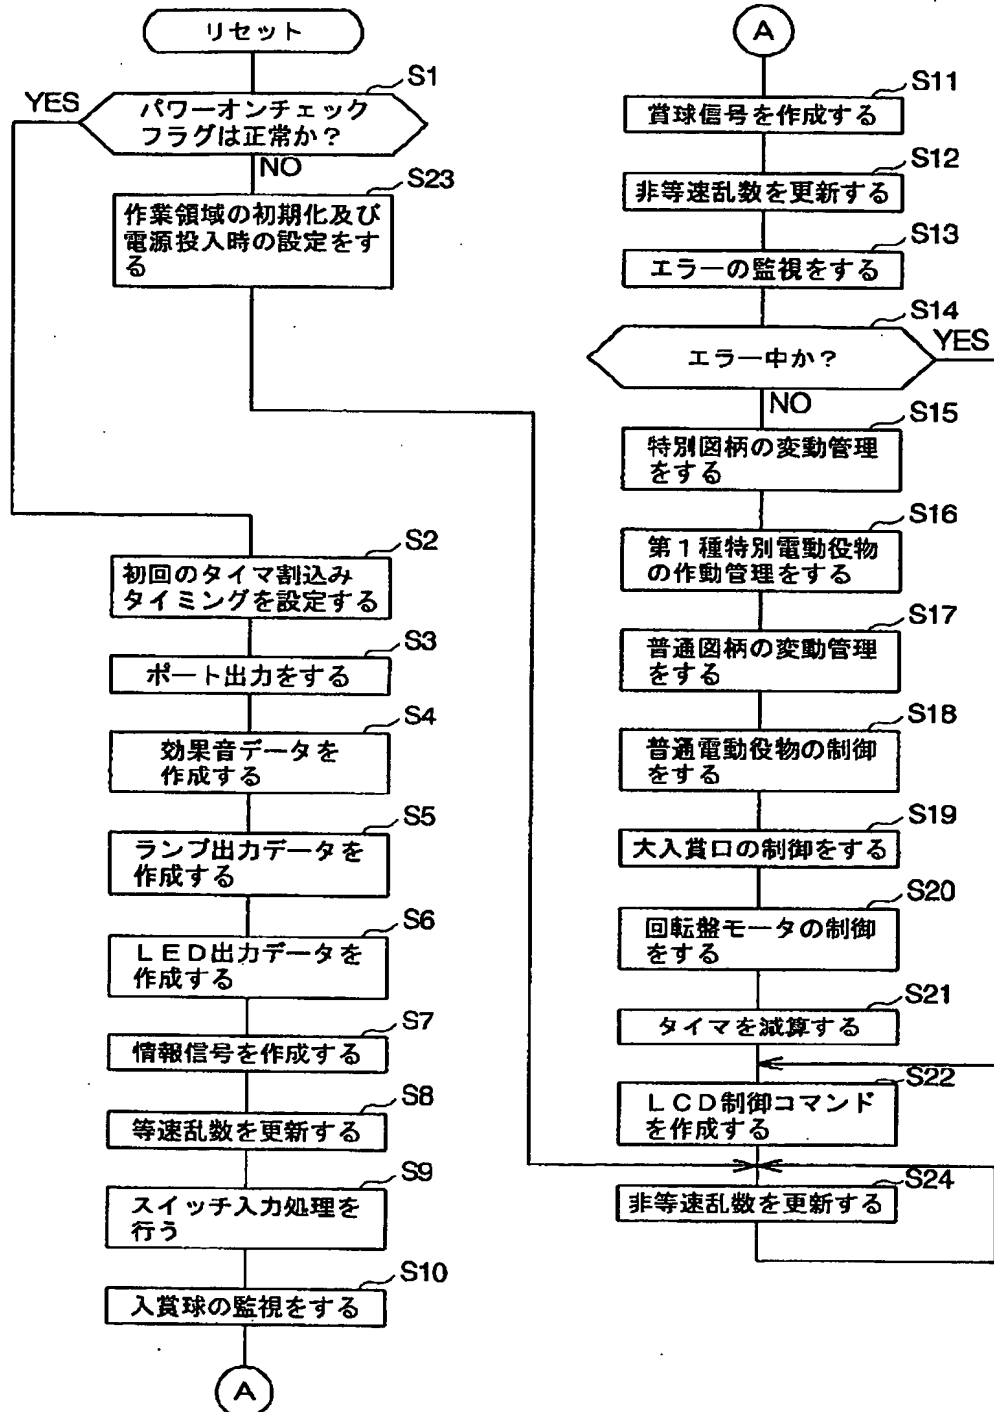 リセット
S1
YES
パワーオンチェック
フラグは正常か？
NO
S23
作業領域の初期化及び
電源投入時の設定をす
る
S2
初回のタイマ割込み
タイミングを設定する
S3
ポート出力をする
S4
効果音データを
作成する
S5
ランプ出力データを
作成する
S6
ＬＥＤ出力データを
作成する
S7
情報信号を作成する
S8
等速乱数を更新する
S9
スイッチ入力処理を
行う
S10
入賞球の監視をする
A
A
S11
賞球信号を作成する
S12
非等速乱数を更新する
S13
エラーの監視をする
S14
エラー中か？
YES
NO
S15
特別図柄の変動管理
をする
S16
第１種特別電動役物
の作動管理をする
S17
普通図柄の変動管理
をする
S18
普通電動役物の制御
をする
S19
大入賞口の制御をする
S20
回転盤モータの制御
をする
S21
タイマを減算する
S22
ＬＣＤ制御コマンド
を作成する
S24
非等速乱数を更新する